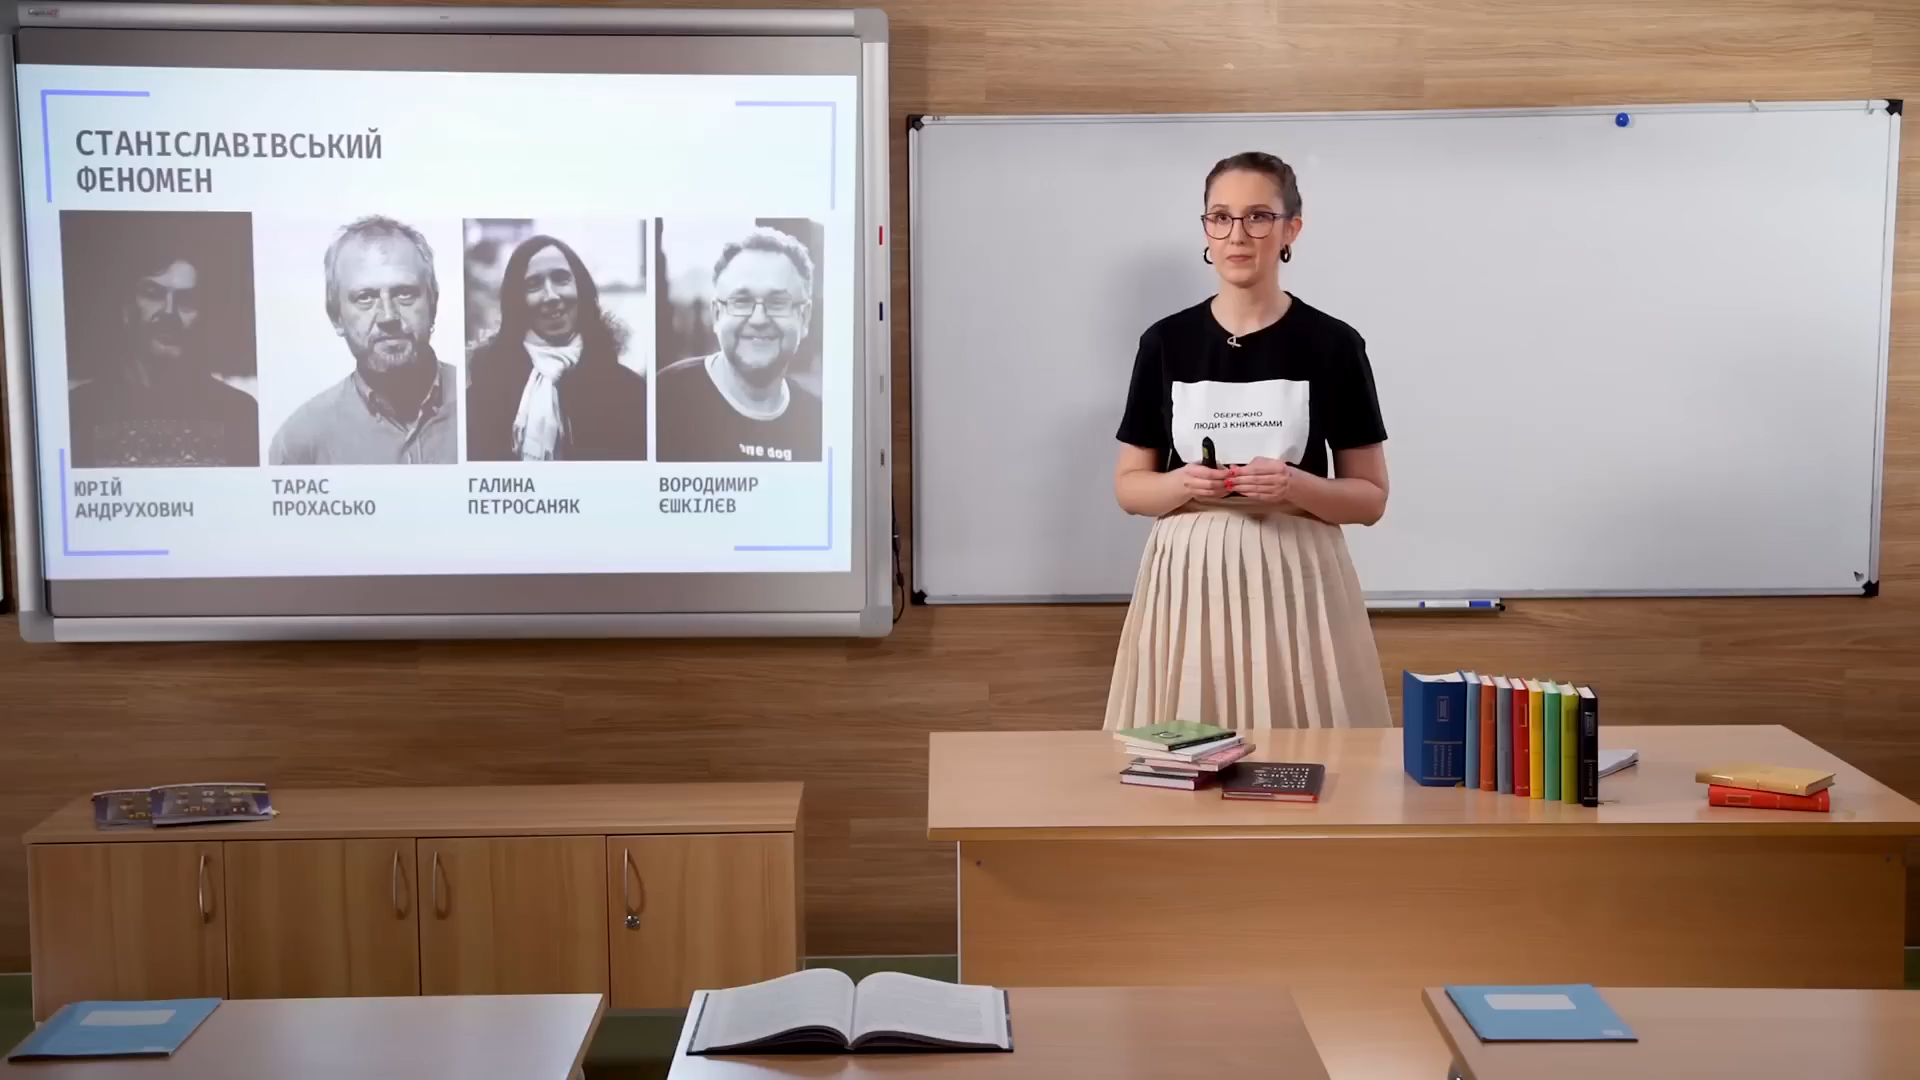 СТАНІСЛАВІВСЬКИЙ
ФЕНОМЕН
one dog
ЮРІЙ
АНДРУХОВИЧ
ТАРАС
ПРОХАСЬКО
ГАЛИНА
ПЕТРОСАНЯК
ВОРОДИМИР
ЄШКІЛЄВ
ОБЕРЕЖНО
ЛЮДИ З КНИЖКАМИ